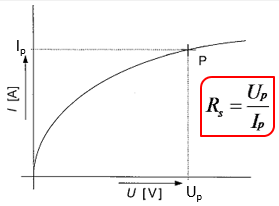 Iₚ
P
I [A]
Rₛ = Uₚ / Iₚ
U [V]
Uₚ